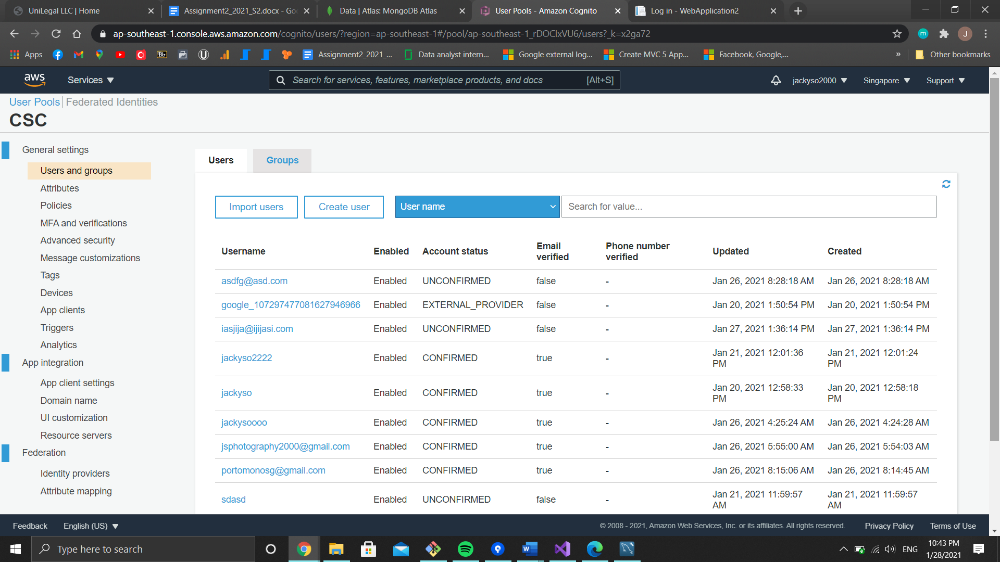 UniLegal LLC | Home
Assignment2_2021_S2.docx - Goo
Data | Atlas: MongoDB Atlas
User Pools - Amazon Cognito
Log in - WebApplication2
ap-southeast-1.console.aws.amazon.com/cognito/users/?region=ap-southeast-1#/pool/ap-southeast-1_rDOCIxVU6/users?_k=x2ga72
m
J
Apps
Bb
Assignment2_2021_...
Data analyst intern...
Google external log...
Create MVC 5 App...
Facebook, Google,...
»
Other bookmarks
aws
Services
Search for services, features, marketplace products, and docs
[Alt+S]
jackyso2000
Singapore
Support
User Pools | Federated Identities
CSC
General settings
Users and groups
Attributes
Policies
MFA and verifications
Advanced security
Message customizations
Tags
Devices
App clients
Triggers
Analytics
App integration
App client settings
Domain name
UI customization
Resource servers
Federation
Identity providers
Attribute mapping
Users
Groups
Import users
Create user
User name
Search for value...
Username Enabled Account status Email verified Phone number verified Updated Created
asdfg@asd.com Enabled UNCONFIRMED false - Jan 26, 2021 8:28:18 AM Jan 26, 2021 8:28:18 AM
google_107297477081627946966 Enabled EXTERNAL_PROVIDER false - Jan 20, 2021 1:50:54 PM Jan 20, 2021 1:50:54 PM
iasjija@ijijasi.com Enabled UNCONFIRMED false - Jan 27, 2021 1:36:14 PM Jan 27, 2021 1:36:14 PM
jackyso2222 Enabled CONFIRMED true - Jan 21, 2021 12:01:36 PM Jan 21, 2021 12:01:24 PM
jackyso Enabled CONFIRMED true - Jan 20, 2021 12:58:33 PM Jan 20, 2021 12:58:18 PM
jackysoooo Enabled CONFIRMED true - Jan 26, 2021 4:25:24 AM Jan 26, 2021 4:24:28 AM
jsphotography2000@gmail.com Enabled CONFIRMED true - Jan 26, 2021 5:55:00 AM Jan 26, 2021 5:54:03 AM
portomonosg@gmail.com Enabled CONFIRMED true - Jan 26, 2021 8:15:06 AM Jan 26, 2021 8:14:45 AM
sdasd Enabled UNCONFIRMED false - Jan 21, 2021 11:59:57 AM Jan 21, 2021 11:59:57 AM
Feedback
English (US)
© 2008 - 2021, Amazon Web Services, Inc. or its affiliates. All rights reserved.
Privacy Policy
Terms of Use
Type here to search
ENG
10:43 PM
1/28/2021